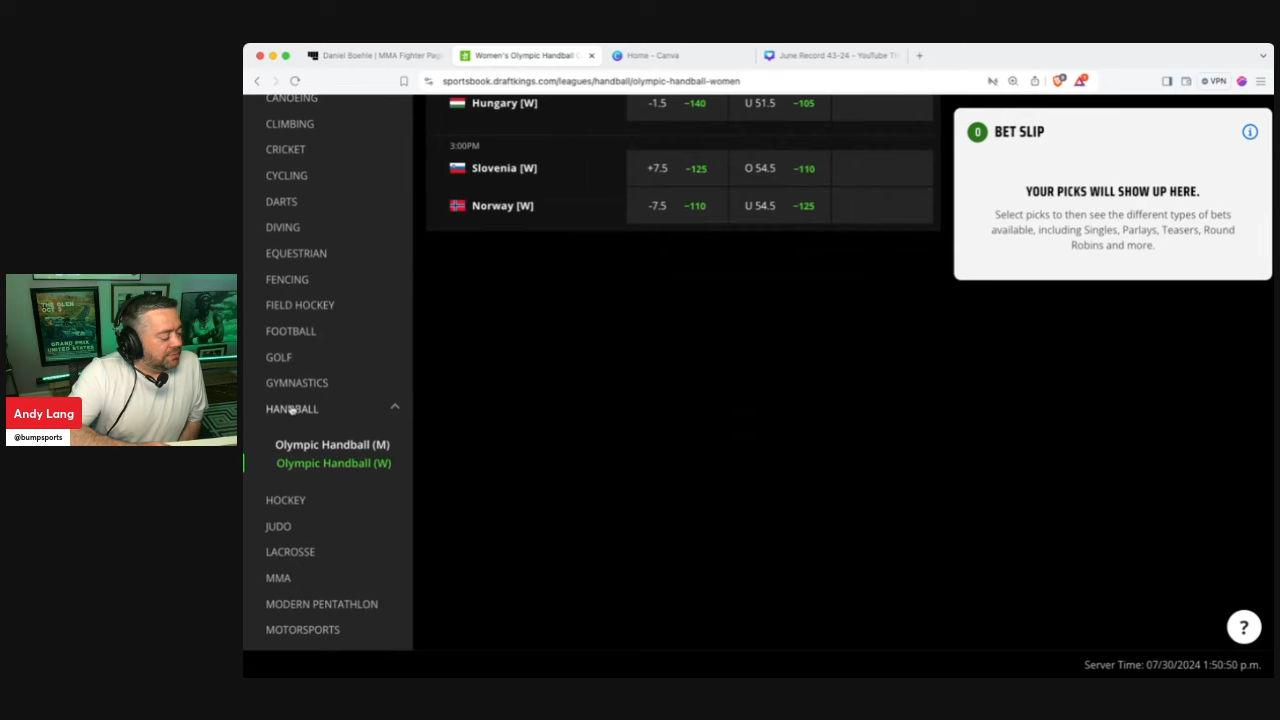 Daniel Boehle | MMA Fighter Pag
Women's Olympic Handball
Home - Canva
June Record 43-24 – YouTube Th
sportsbook.draftkings.com/leagues/handball/olympic-handball-women
VPN
CANOEING
CLIMBING
CRICKET
CYCLING
DARTS
DIVING
EQUESTRIAN
FENCING
FIELD HOCKEY
FOOTBALL
GOLF
GYMNASTICS
HANDBALL
Olympic Handball (M)
Olympic Handball (W)
HOCKEY
JUDO
LACROSSE
MMA
MODERN PENTATHLON
MOTORSPORTS
Hungary [W] -1.5 −140 U 51.5 −105
3:00PM
Slovenia [W] +7.5 −125 O 54.5 −110
Norway [W] -7.5 −110 U 54.5 −125
0 BET SLIP
YOUR PICKS WILL SHOW UP HERE.
Select picks to then see the different types of bets
available, including Singles, Parlays, Teasers, Round
Robins and more.
?
Server Time: 07/30/2024 1:50:50 p.m.
THE GLEN
OCT 9
GRAND PRIX
UNITED STATES
Andy Lang
@bumpsports